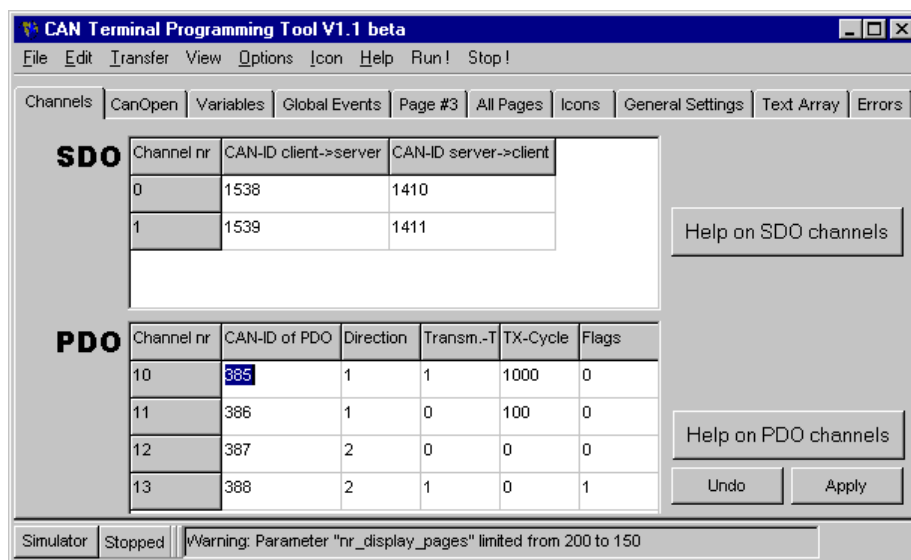 CAN Terminal Programming Tool V1.1 beta
File Edit Transfer View Options Icon Help Run! Stop!
Channels CanOpen Variables Global Events Page #3 All Pages Icons General Settings Text Array Errors
SDO
Channel nr CAN-ID client->server CAN-ID server->client
0 1538 1410
1 1539 1411
Help on SDO channels
PDO
Channel nr CAN-ID of PDO Direction Transm.-T TX-Cycle Flags
10 385 1 1 1000 0
11 386 1 0 100 0
12 387 2 0 0 0
13 388 2 1 0 1
Help on PDO channels
Undo Apply
Simulator Stopped Warning: Parameter "nr_display_pages" limited from 200 to 150